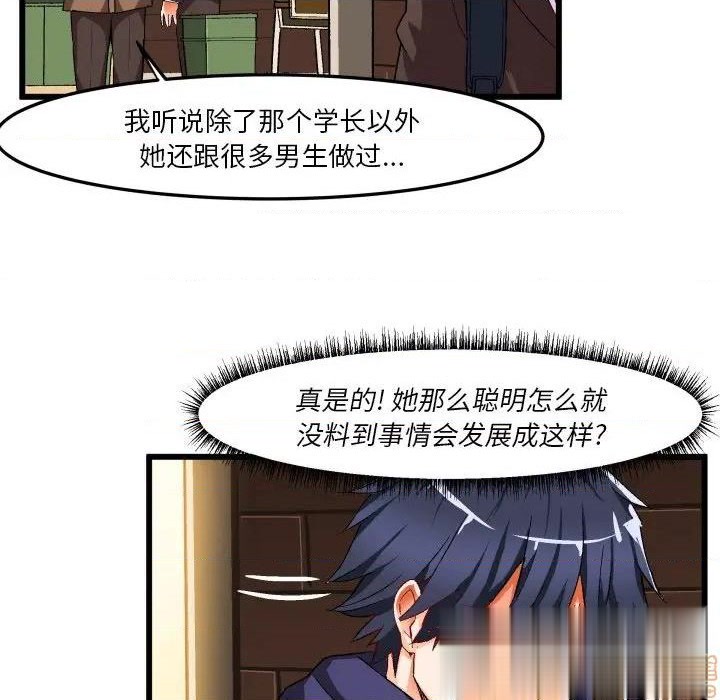 我听说除了那个学长以外
她还跟很多男生做过...
真是的! 她那么聪明怎么就
没料到事情会发展成这样?